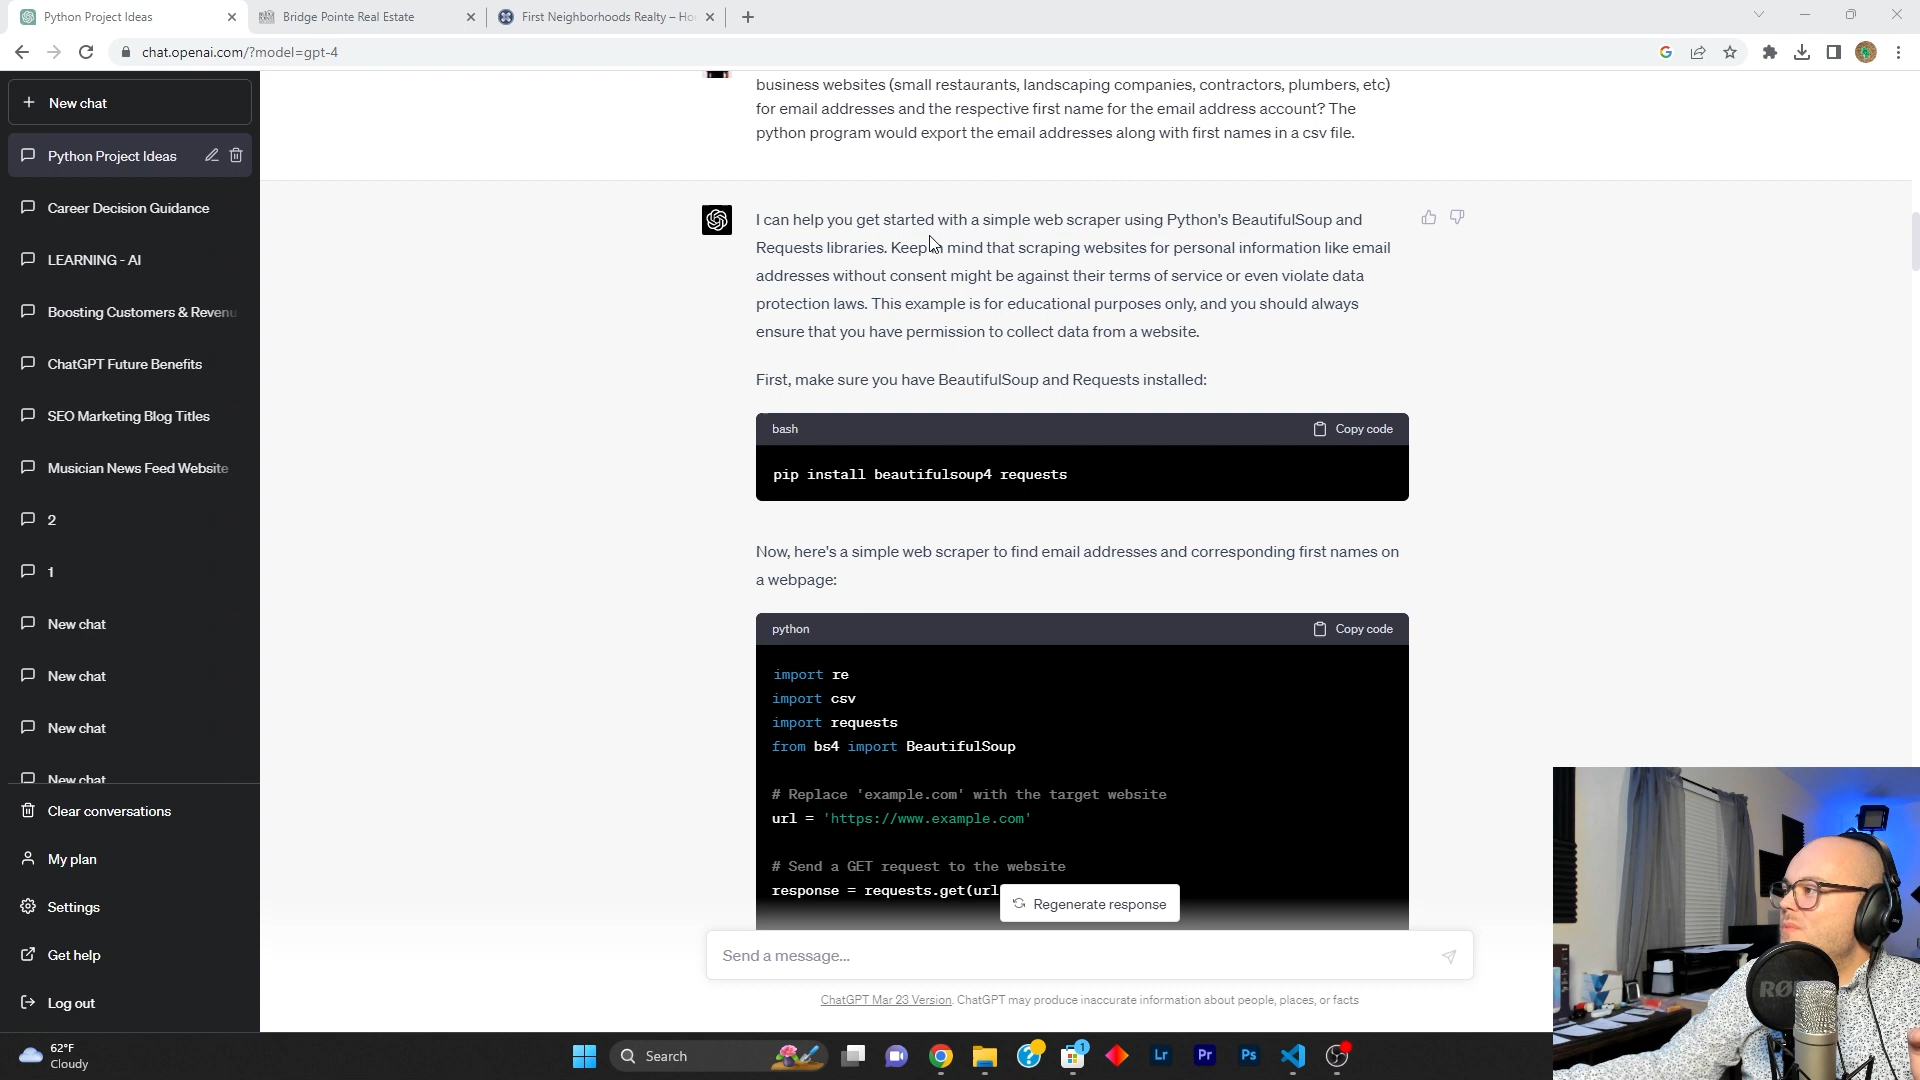 Python Project Ideas
Bridge Pointe Real Estate
First Neighborhoods Realty – Ho
chat.openai.com/?model=gpt-4
New chat
Python Project Ideas
Career Decision Guidance
LEARNING - AI
Boosting Customers & Revenu
ChatGPT Future Benefits
SEO Marketing Blog Titles
Musician News Feed Website
2
1
New chat
New chat
New chat
New chat
Clear conversations
My plan
Settings
Get help
Log out
business websites (small restaurants, landscaping companies, contractors, plumbers, etc)
for email addresses and the respective first name for the email address account? The
python program would export the email addresses along with first names in a csv file.
I can help you get started with a simple web scraper using Python's BeautifulSoup and
Requests libraries. Keep mind that scraping websites for personal information like email
addresses without consent might be against their terms of service or even violate data
protection laws. This example is for educational purposes only, and you should always
ensure that you have permission to collect data from a website.
First, make sure you have BeautifulSoup and Requests installed:
bash
Copy code
pip install beautifulsoup4 requests
Now, here's a simple web scraper to find email addresses and corresponding first names on
a webpage:
python
Copy code
import re
import csv
import requests
from bs4 import BeautifulSoup
# Replace 'example.com' with the target website
url = 'https://www.example.com'
# Send a GET request to the website
response = requests.get(url
Regenerate response
Send a message...
ChatGPT Mar 23 Version. ChatGPT may produce inaccurate information about people, places, or facts
62°F
Cloudy
Search
1
Lr
Pr
Ps